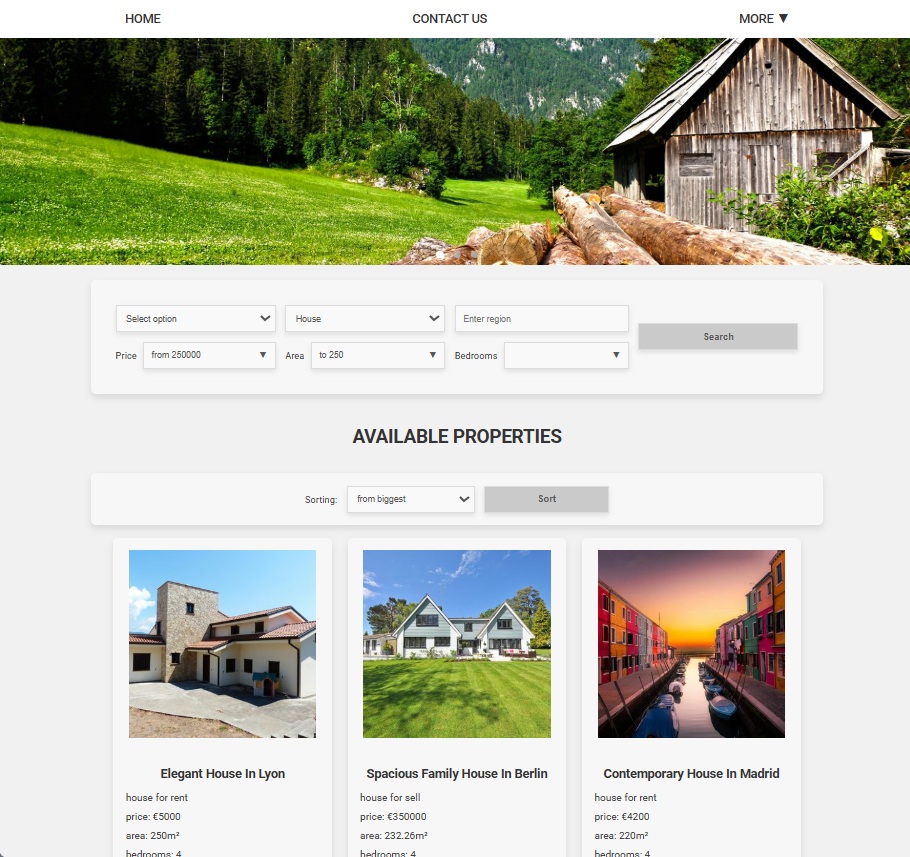 HOME CONTACT US MORE ▼
Select option House Enter region
Search
Price from 250000 ▼ Area to 250 ▼ Bedrooms ▼
AVAILABLE PROPERTIES
Sorting: from biggest Sort
Elegant House In Lyon
house for rent
price: €5000
area: 250m²
bedrooms: 4
Spacious Family House In Berlin
house for sell
price: €350000
area: 232.26m²
bedrooms: 4
Contemporary House In Madrid
house for rent
price: €4200
area: 220m²
bedrooms: 4